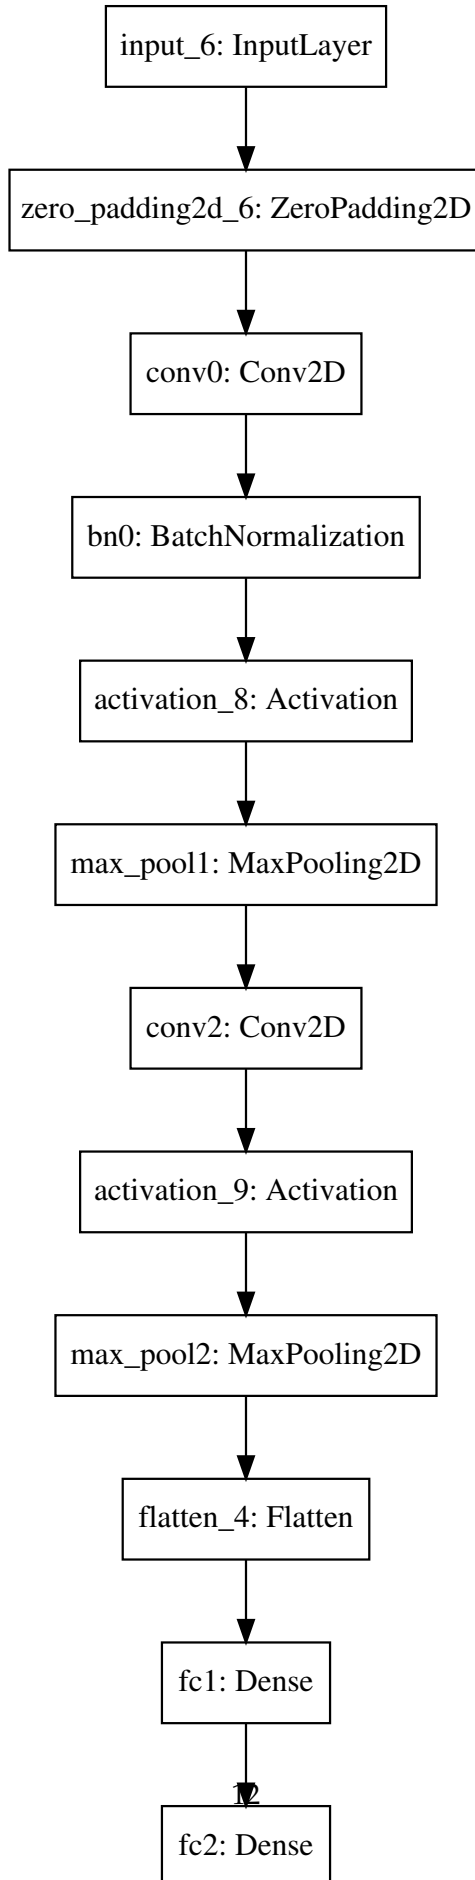 input_6: InputLayer
zero_padding2d_6: ZeroPadding2D
conv0: Conv2D
bn0: BatchNormalization
activation_8: Activation
max_pool1: MaxPooling2D
conv2: Conv2D
activation_9: Activation
max_pool2: MaxPooling2D
flatten_4: Flatten
fc1: Dense
12
fc2: Dense